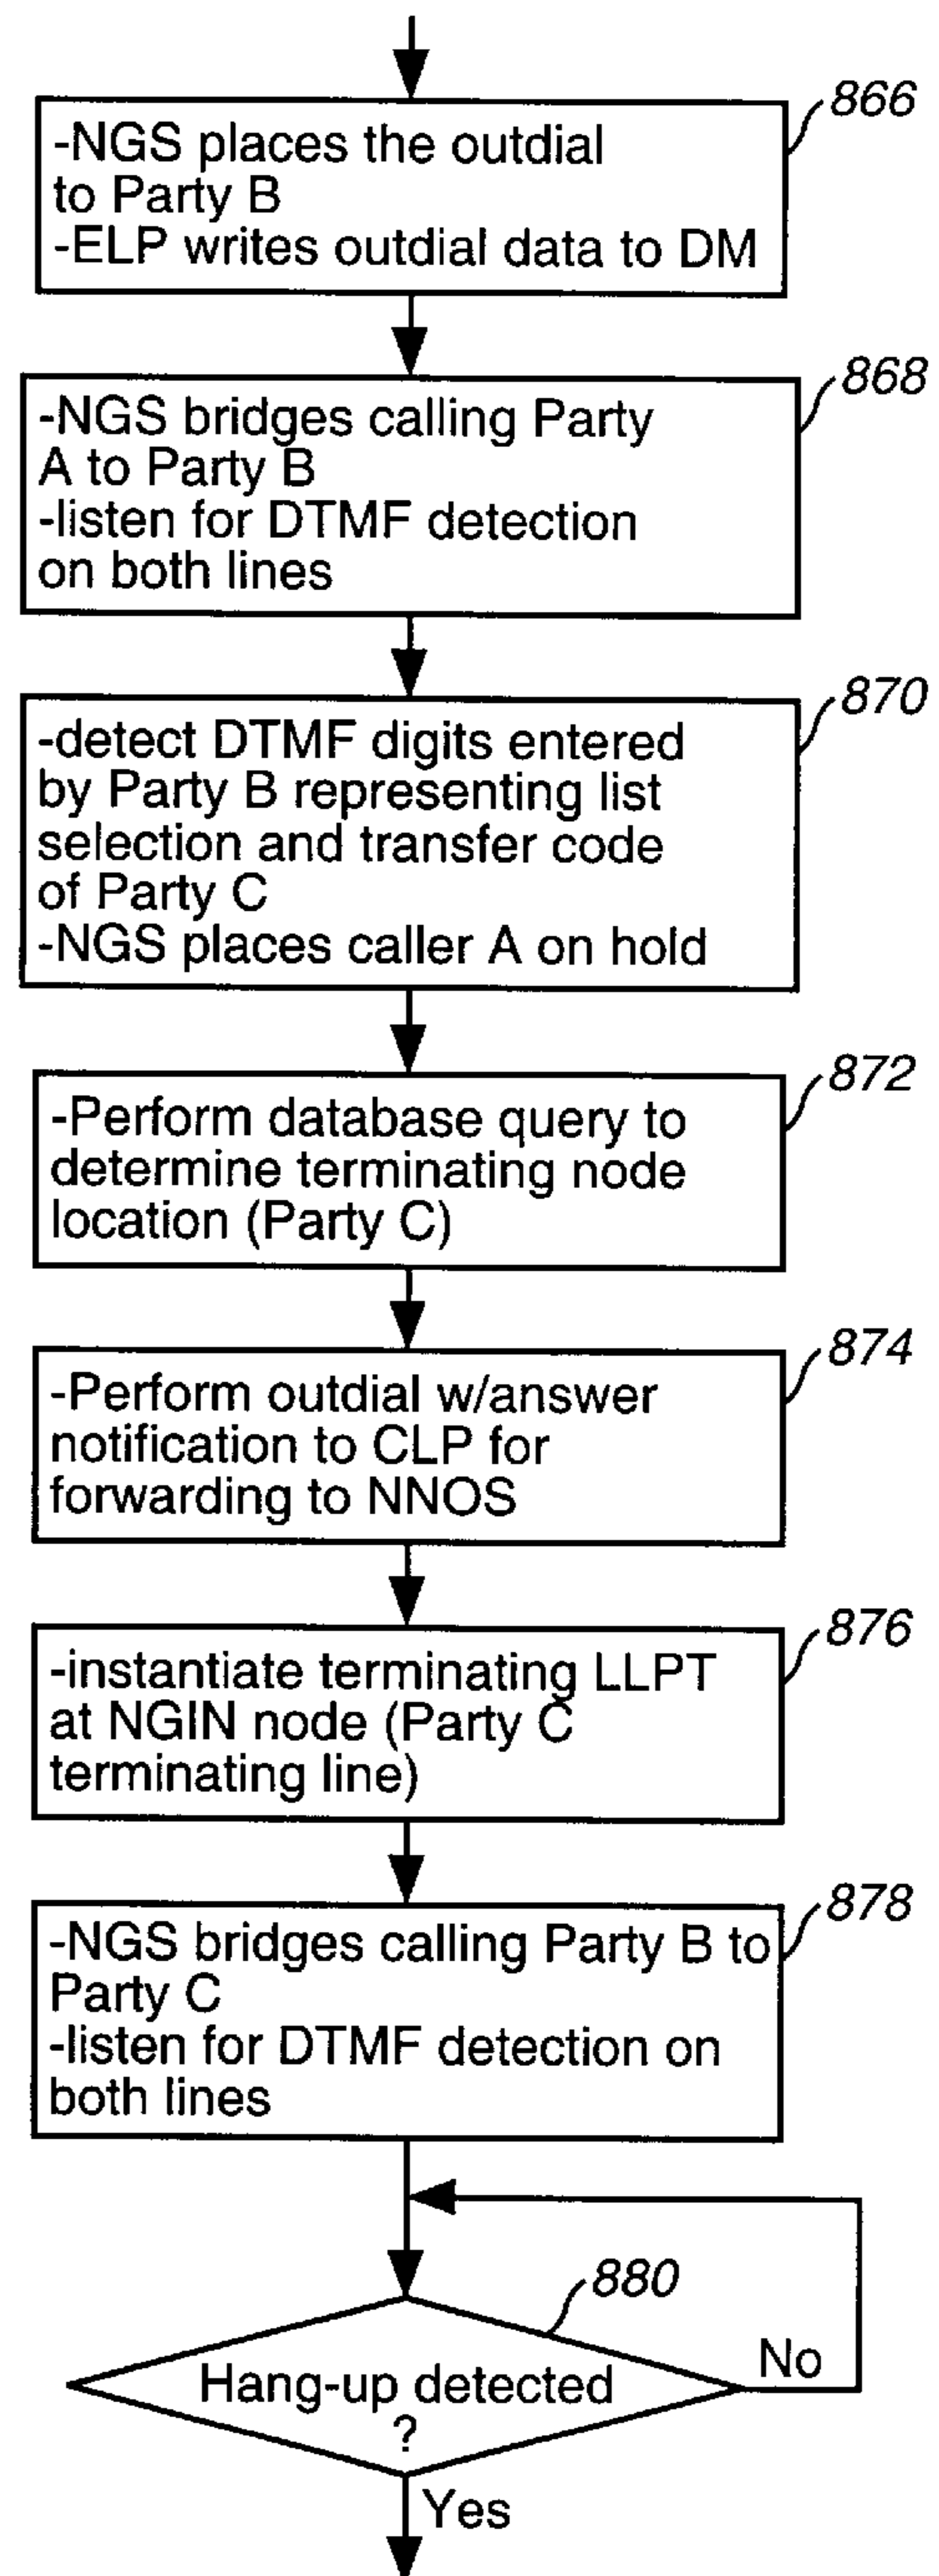 866
-NGS places the outdial
to Party B
-ELP writes outdial data to DM
868
-NGS bridges calling Party
A to Party B
-listen for DTMF detection
on both lines
870
-detect DTMF digits entered
by Party B representing list
selection and transfer code
of Party C
-NGS places caller A on hold
872
-Perform database query to
determine terminating node
location (Party C)
874
-Perform outdial w/answer
notification to CLP for
forwarding to NNOS
876
-instantiate terminating LLPT
at NGIN node (Party C
terminating line)
878
-NGS bridges calling Party B to
Party C
-listen for DTMF detection on
both lines
880
Hang-up detected
?
No
Yes